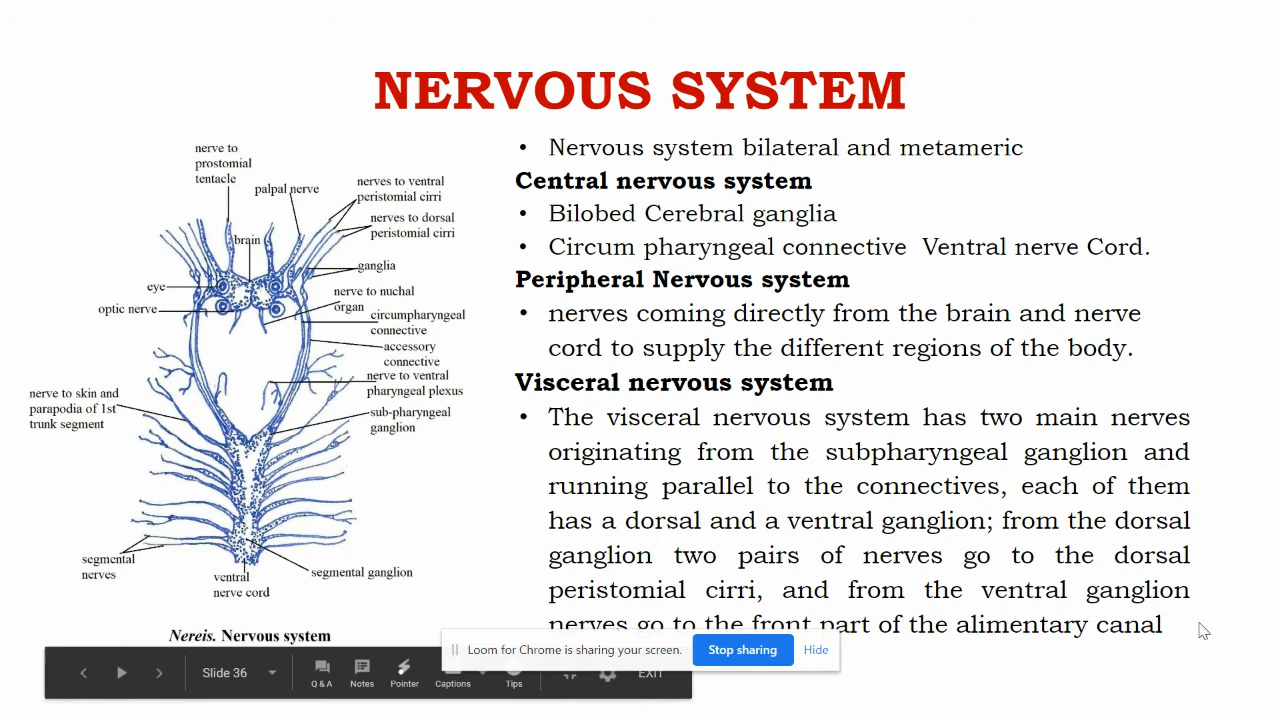 NERVOUS SYSTEM
nerve to
prostomial
tentacle
palpal nerve
nerves to ventral
peristomial cirri
nerves to dorsal
peristomial cirri
brain
ganglia
eye
nerve to nuchal
organ
optic nerve
circumpharyngeal
connective
accessory
connective
nerve to ventral
pharyngeal plexus
nerve to skin and
parapodia of 1st
trunk segment
sub-pharyngeal
ganglion
segmental
nerves
segmental ganglion
ventral
nerve cord
Nereis. Nervous system
• Nervous system bilateral and metameric
Central nervous system
• Bilobed Cerebral ganglia
• Circum pharyngeal connective Ventral nerve Cord.
Peripheral Nervous system
• nerves coming directly from the brain and nerve
cord to supply the different regions of the body.
Visceral nervous system
• The visceral nervous system has two main nerves
originating from the subpharyngeal ganglion and
running parallel to the connectives, each of them
has a dorsal and a ventral ganglion; from the dorsal
ganglion two pairs of nerves go to the dorsal
peristomial cirri, and from the ventral ganglion
nerves go to the front part of the alimentary canal
Loom for Chrome is sharing your screen.
Stop sharing
Hide
Slide 36
Q & A
Notes
Pointer
Captions
Tips
EXIT